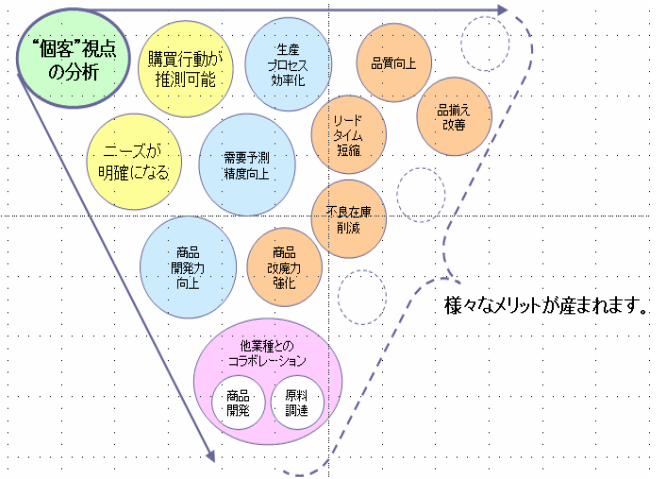 “個客”視点
の分析
購買行動が
推測可能
生産
プロセス
効率化
品質向上
品揃え
改善
ニーズが
明確になる
需要予測
精度向上
リード
タイム
短縮
不良在庫
削減
商品
開発力
向上
商品
改廃力
強化
様々なメリットが産まれます。
他業種との
コラボレーション
商品
開発
原料
調達